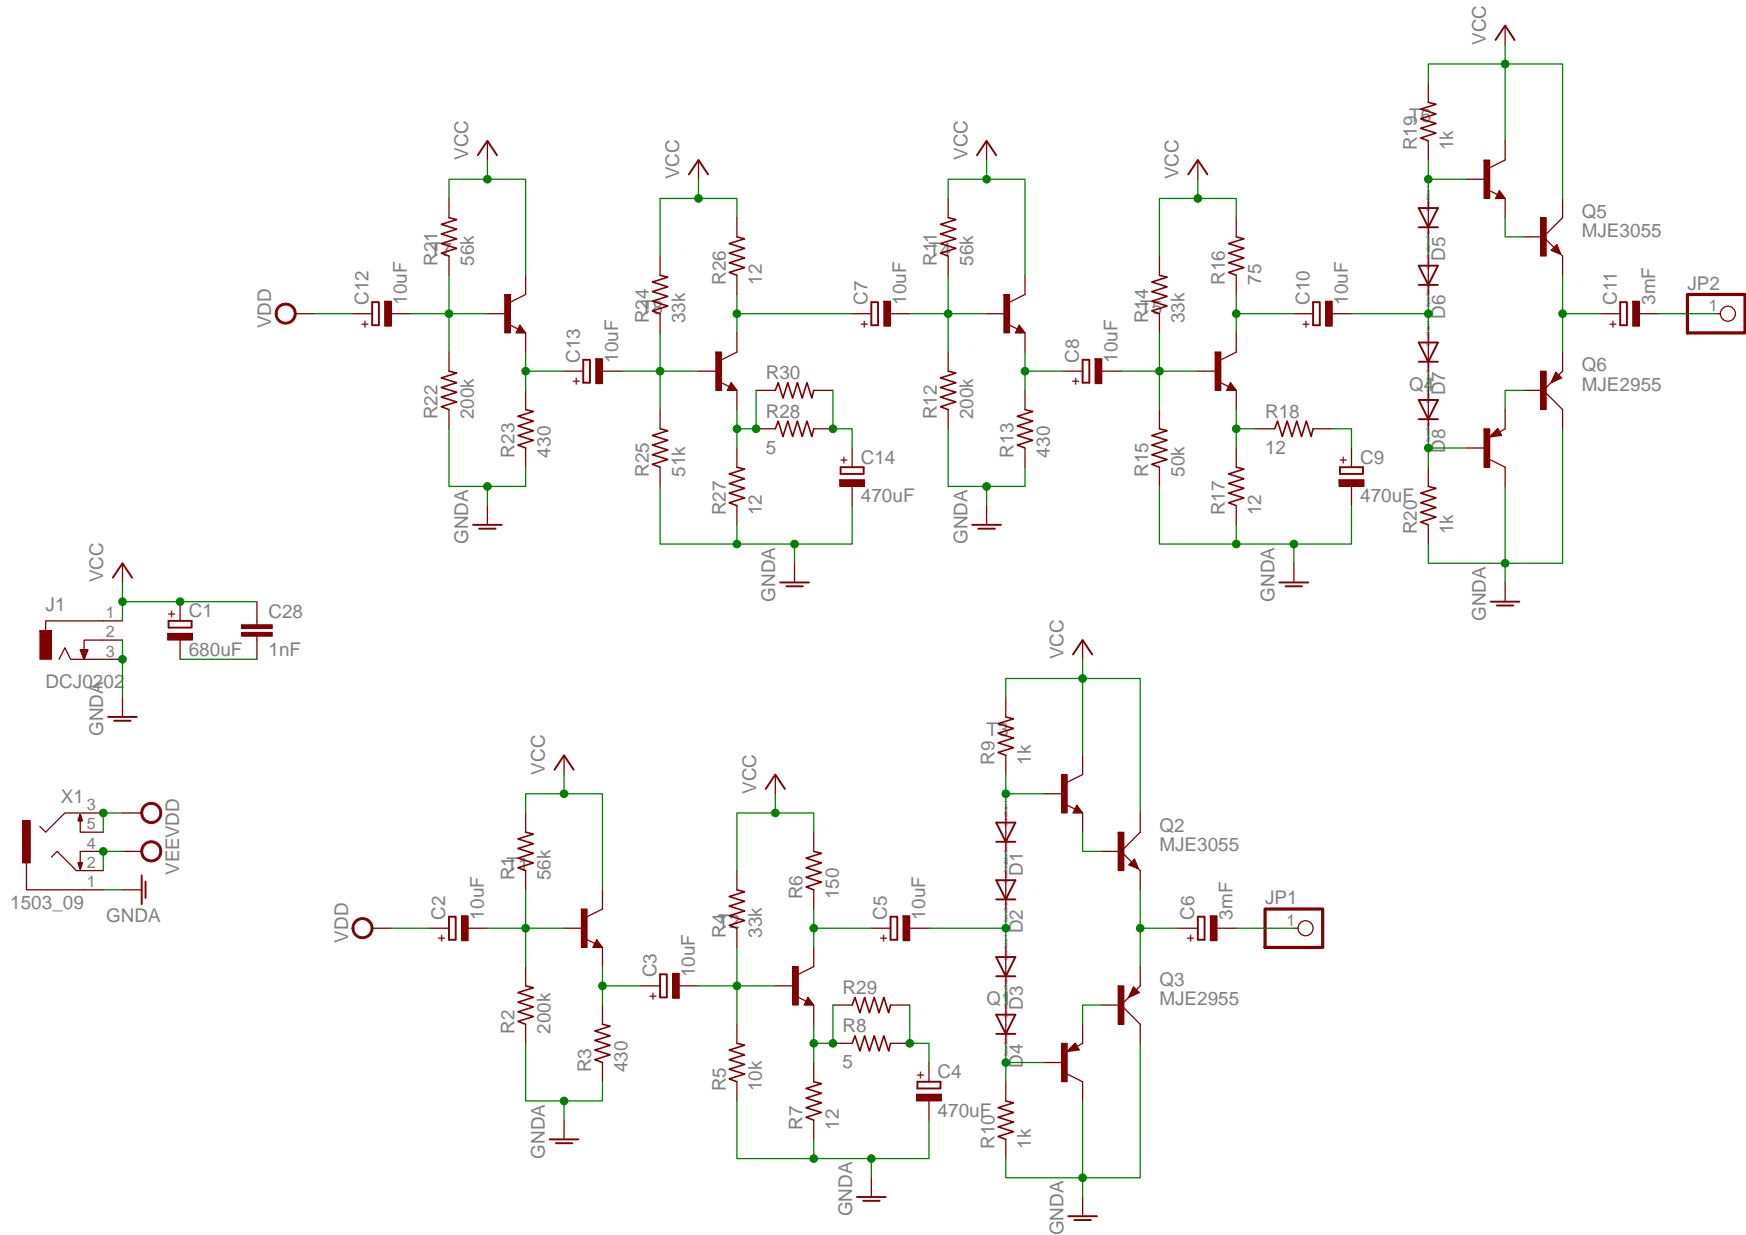 VCC
R19
1k
D5
D6
D7
D8
R20
1k
GNDA
Q5
MJE3055
Q6
MJE2955
C11
3mF
JP2
1
VDD
C12
10uF
VCC
R21
56k
R22
200k
R23
430
GNDA
C13
10uF
VCC
R24
33k
R25
51k
R26
12
R27
12
R30
R28
5
C14
470uF
GNDA
C7
10uF
VCC
R11
56k
R12
200k
R13
430
GNDA
C8
10uF
VCC
R14
33k
R15
50k
R16
75
R17
12
R18
12
C9
470uF
GNDA
C10
10uF
VCC
J1
1
2
3
DCJ0202
GNDA
C1
680uF
C28
1nF
X1
3
5
4
2
1
1503_09
GNDA
VEEVDD
VDD
C2
10uF
VCC
R1
56k
R2
200k
R3
430
GNDA
C3
10uF
VCC
R4
33k
R5
10k
R6
150
R7
12
R29
R8
5
C4
470uF
GNDA
C5
10uF
VCC
R9
1k
D1
D2
D3
D4
R10
1k
GNDA
Q2
MJE3055
Q3
MJE2955
C6
3mF
JP1
1